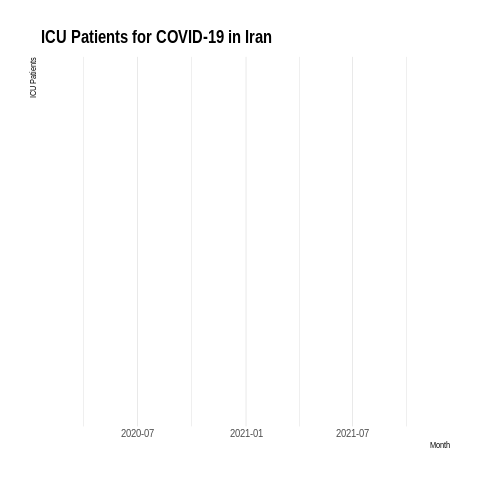 ICU Patients for COVID-19 in Iran
ICU Patients
2020-07
2021-01
2021-07
Month